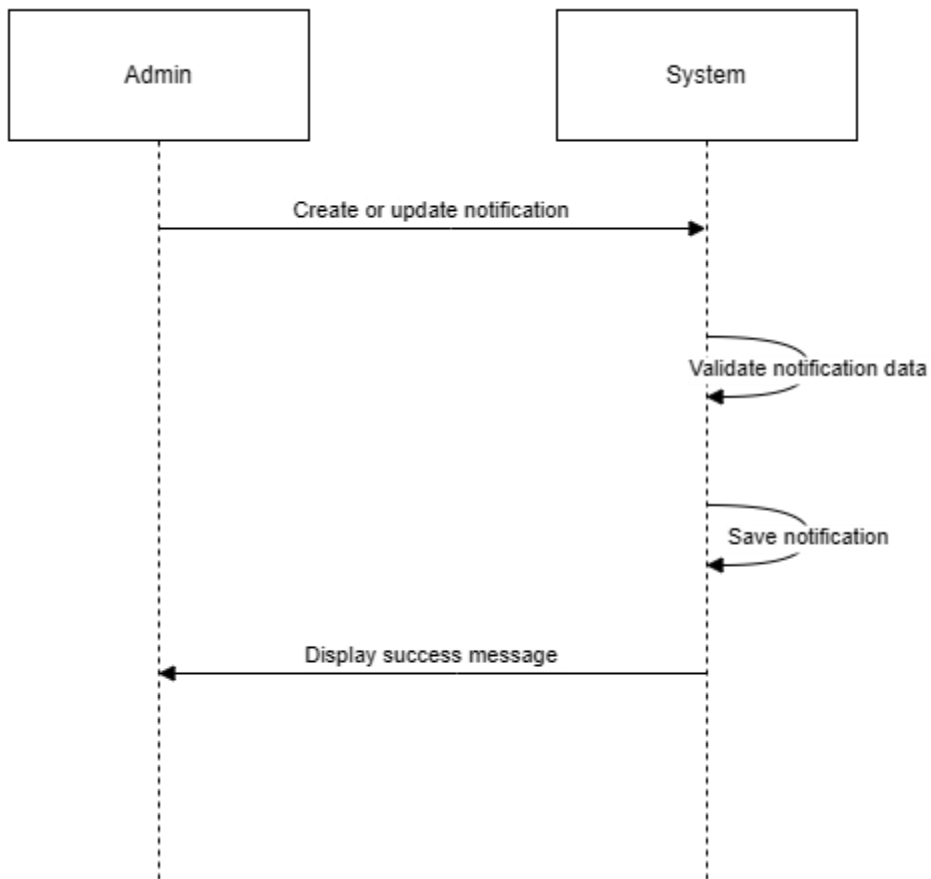 Admin
System
Create or update notification
Validate notification data
Save notification
Display success message